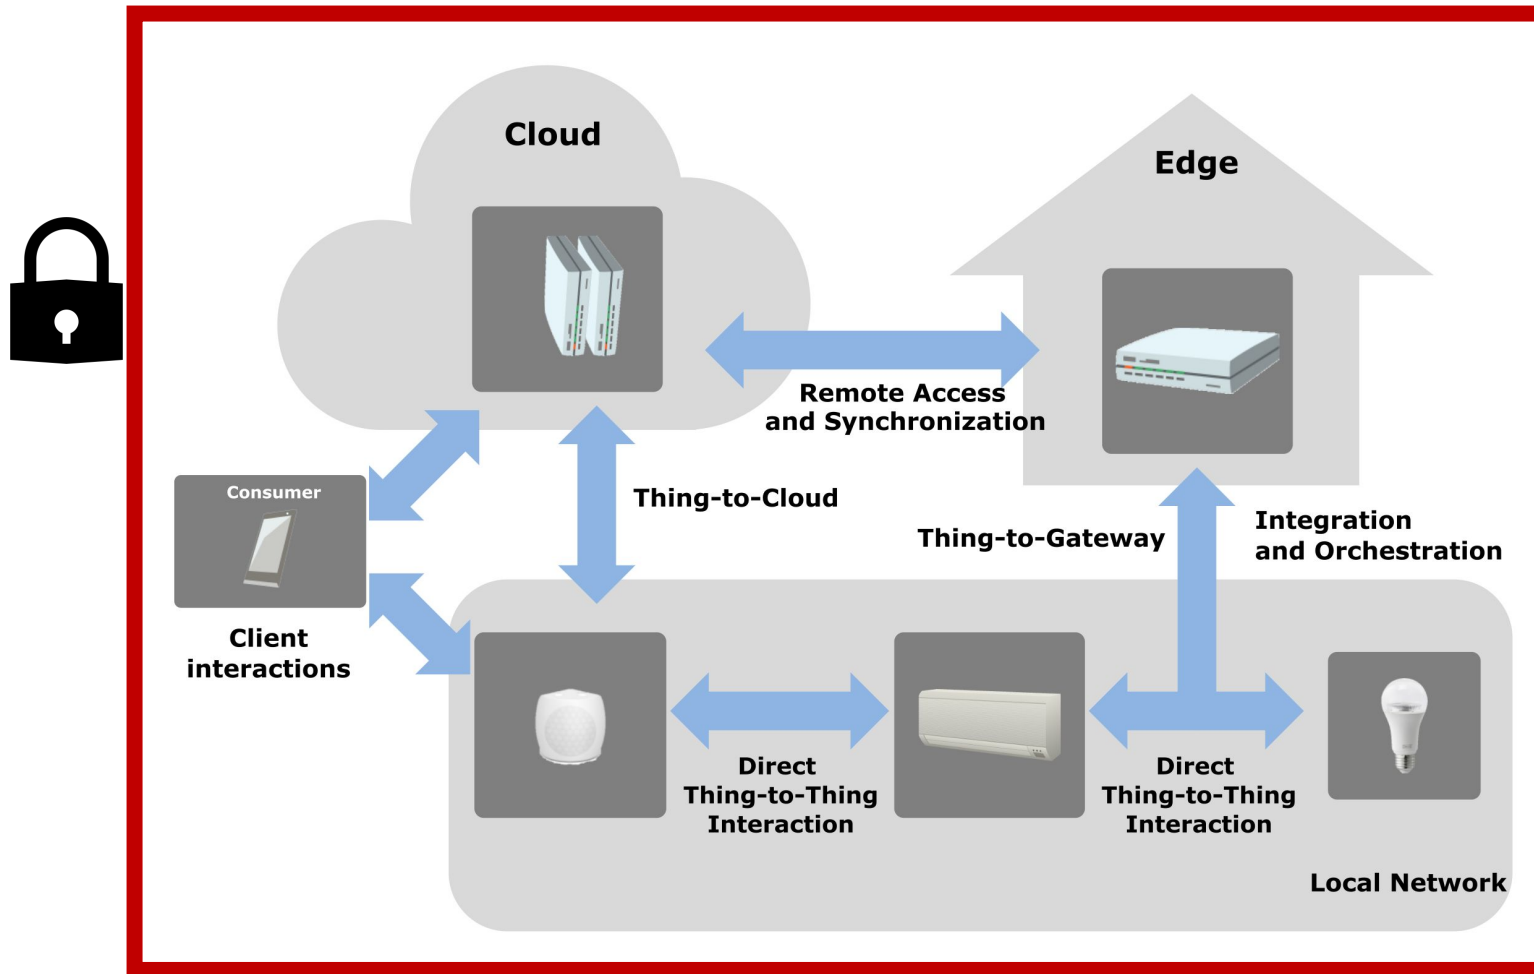 Cloud
Edge
Remote Access
and Synchronization
Consumer
Thing-to-Cloud
Thing-to-Gateway
Integration
and Orchestration
Client
interactions
Direct
Thing-to-Thing
Interaction
Direct
Thing-to-Thing
Interaction
Local Network